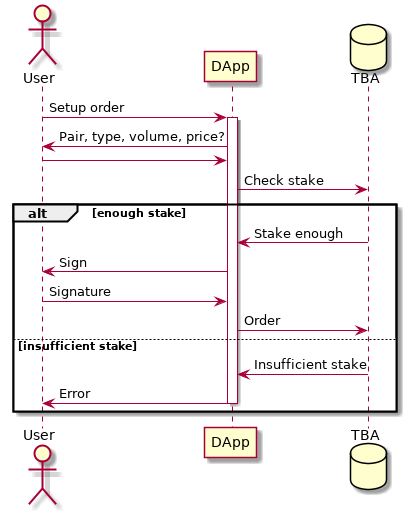 User
DApp
TBA
Setup order
Pair, type, volume, price?
Check stake
alt
[enough stake]
Stake enough
Sign
Signature
Order
[insufficient stake]
Insufficient stake
Error
User
DApp
TBA